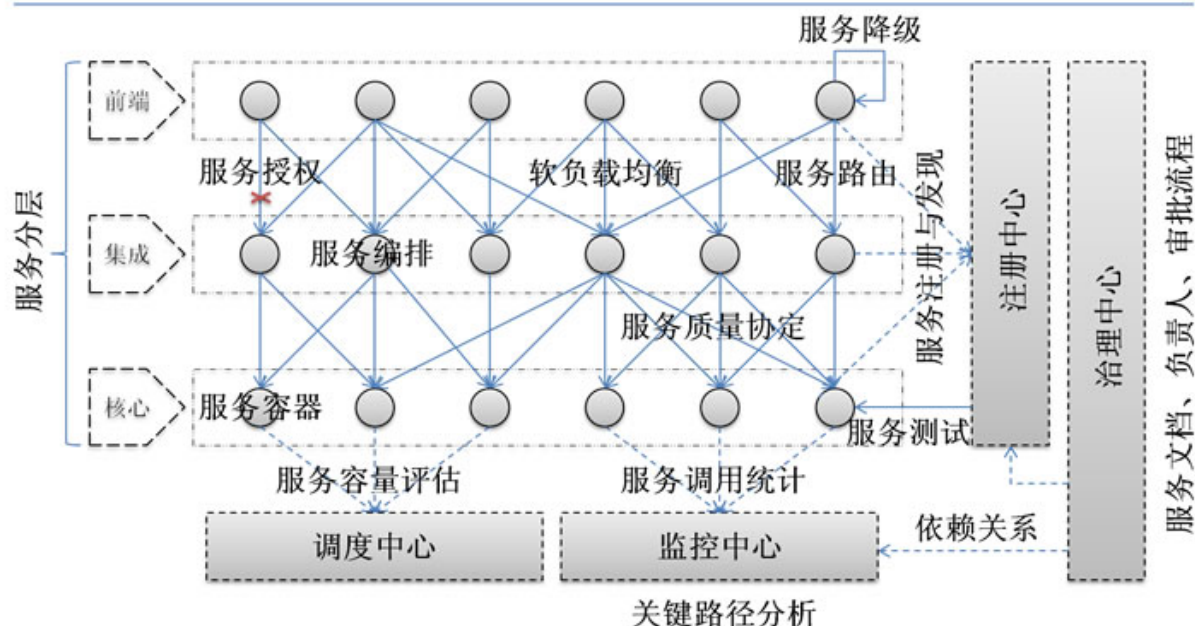 服务降级
前端
服务授权
软负载均衡
服务路由
服务分层
集成
服务编排
服务注册与发现
注册中心
治理中心
服务文档、负责人、审批流程
服务质量协定
核心
服务容器
服务测试
服务容量评估
服务调用统计
调度中心
监控中心
依赖关系
关键路径分析